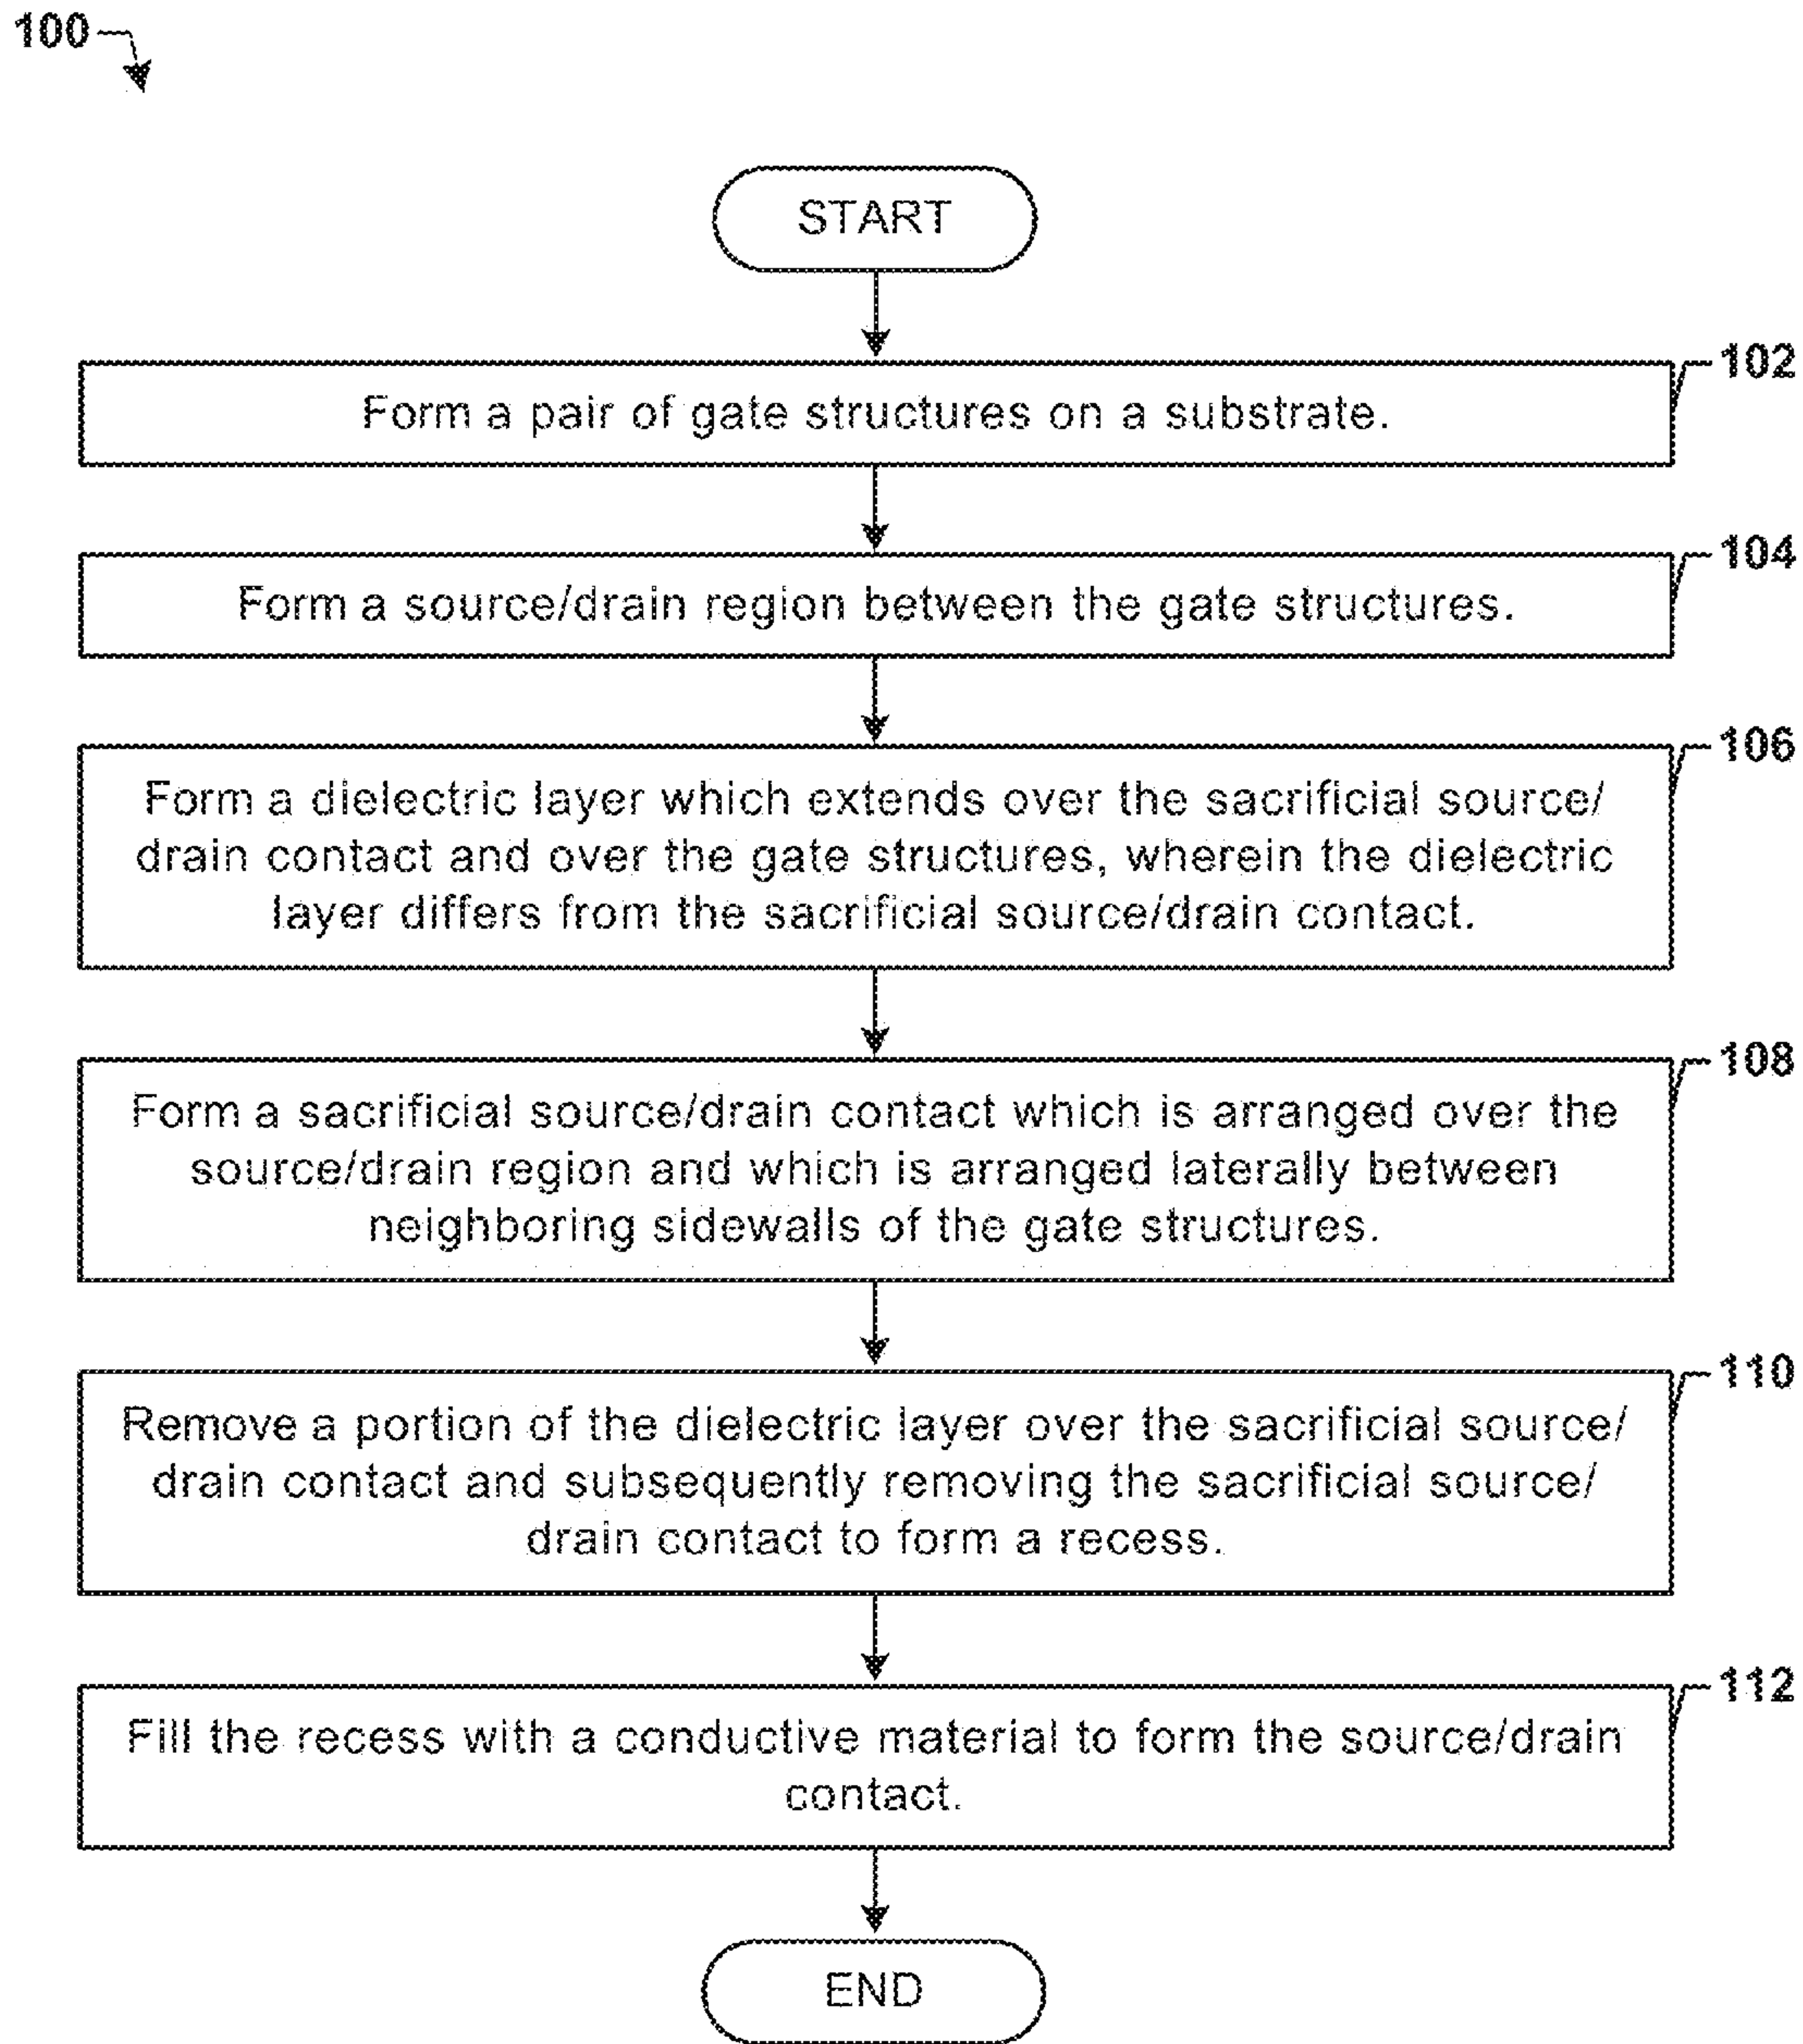 100
START
102
Form a pair of gate structures on a substrate.
104
Form a source/drain region between the gate structures.
106
Form a dielectric layer which extends over the sacrificial source/
drain contact and over the gate structures, wherein the dielectric
layer differs from the sacrificial source/drain contact.
108
Form a sacrificial source/drain contact which is arranged over the
source/drain region and which is arranged laterally between
neighboring sidewalls of the gate structures.
110
Remove a portion of the dielectric layer over the sacrificial source/
drain contact and subsequently removing the sacrificial source/
drain contact to form a recess.
112
Fill the recess with a conductive material to form the source/drain
contact.
END